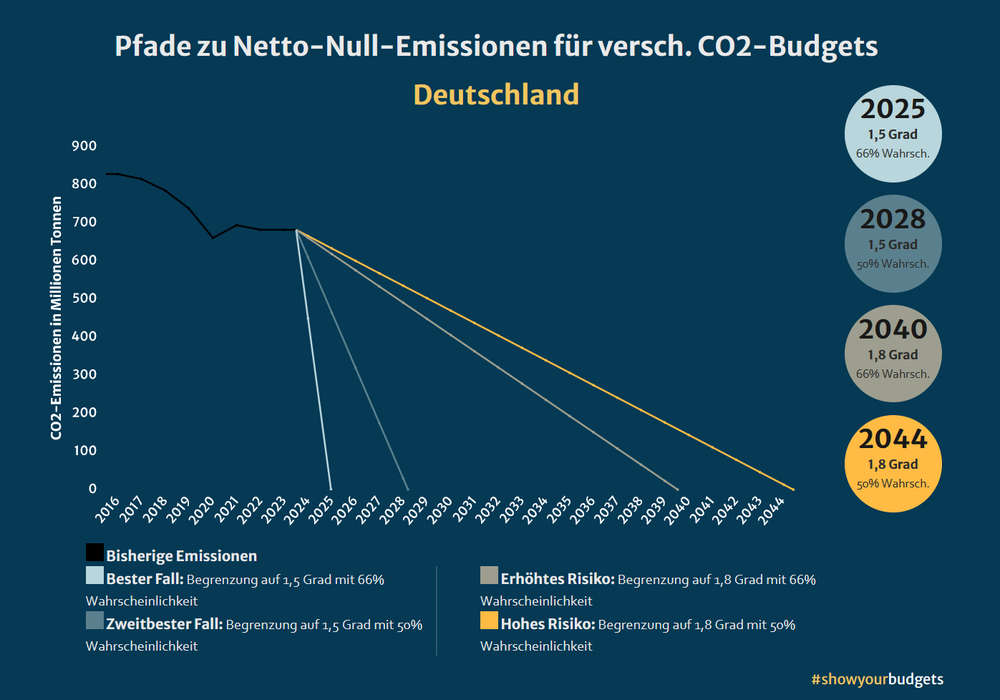 Pfade zu Netto-Null-Emissionen für versch. CO2-Budgets
Deutschland
2025
1,5 Grad
66% Wahrsch.
2028
1,5 Grad
50% Wahrsch.
2040
1,8 Grad
66% Wahrsch.
2044
1,8 Grad
50% Wahrsch.
CO2-Emissionen in Millionen Tonnen
900
800
700
600
500
400
300
200
100
0
2016
2017
2018
2019
2020
2021
2022
2023
2024
2025
2026
2027
2028
2029
2030
2031
2032
2033
2034
2035
2036
2037
2038
2039
2040
2041
2042
2043
2044
Bisherige Emissionen
Bester Fall: Begrenzung auf 1,5 Grad mit 66%
Wahrscheinlichkeit
Zweitbester Fall: Begrenzung auf 1,5 Grad mit 50%
Wahrscheinlichkeit
Erhöhtes Risiko: Begrenzung auf 1,8 Grad mit 66%
Wahrscheinlichkeit
Hohes Risiko: Begrenzung auf 1,8 Grad mit 50%
Wahrscheinlichkeit
#showyourbudgets